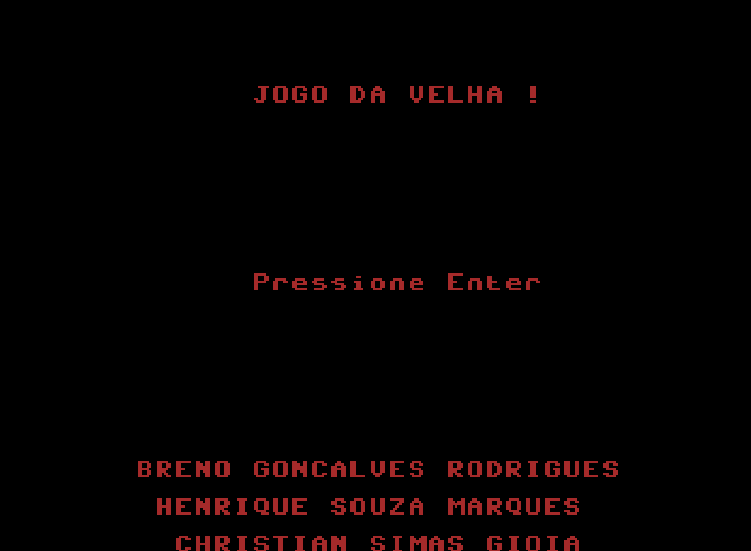 JOGO DA VELHA !
Pressione Enter
BRENO GONCALVES RODRIGUES
HENRIQUE SOUZA MARQUES
CHRISTIAN SIMAS GIOIA